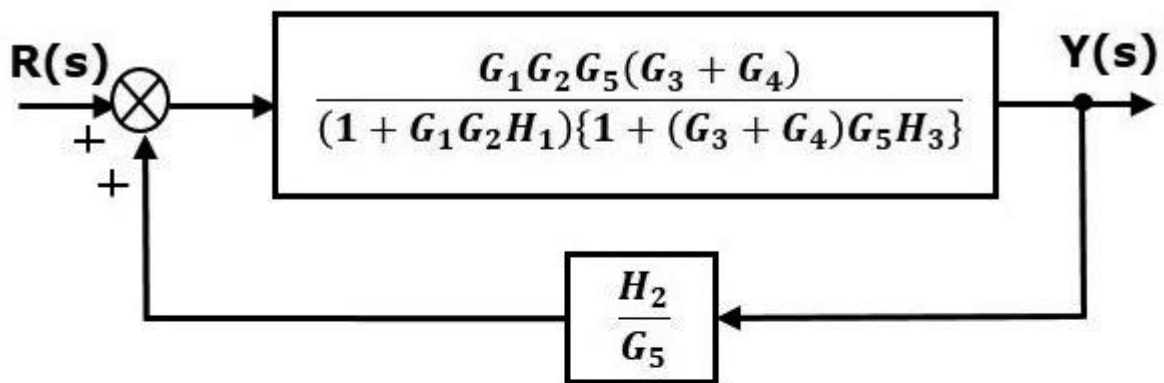 R(s)
Y(s)
G₁G₂G₅(G₃ + G₄)
(1 + G₁G₂H₁){1 + (G₃ + G₄)G₅H₃}
+
+
H₂
G₅